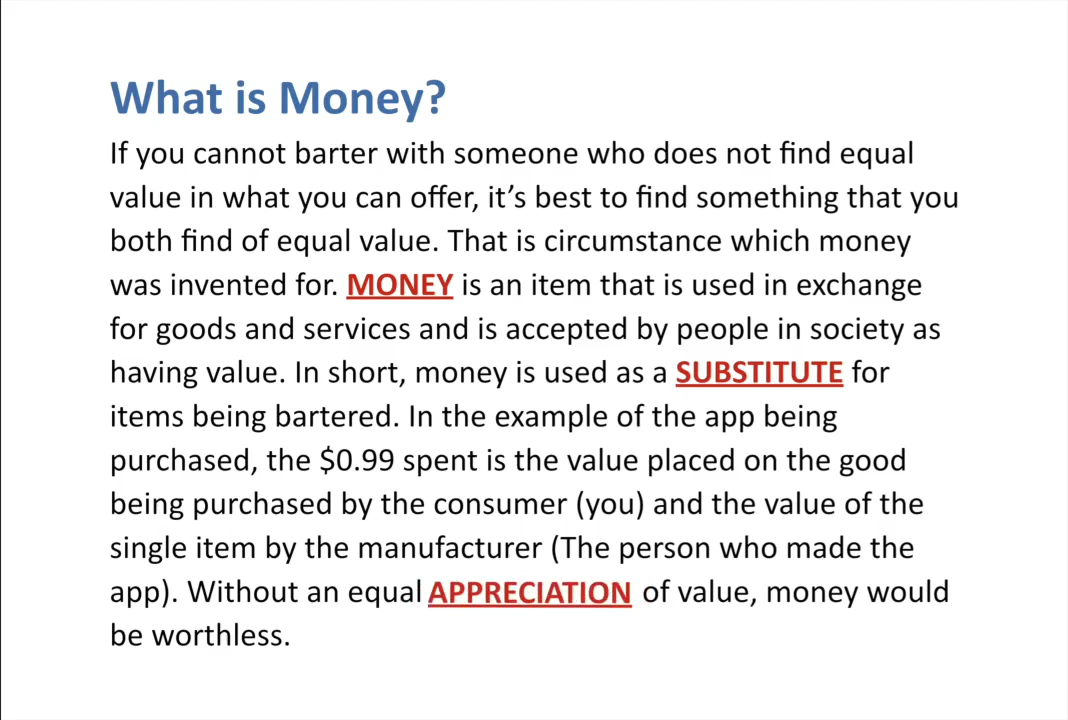 What is Money?
If you cannot barter with someone who does not find equal
value in what you can offer, it’s best to find something that you
both find of equal value. That is circumstance which money
was invented for. MONEY is an item that is used in exchange
for goods and services and is accepted by people in society as
having value. In short, money is used as a SUBSTITUTE for
items being bartered. In the example of the app being
purchased, the $0.99 spent is the value placed on the good
being purchased by the consumer (you) and the value of the
single item by the manufacturer (The person who made the
app). Without an equal APPRECIATION of value, money would
be worthless.